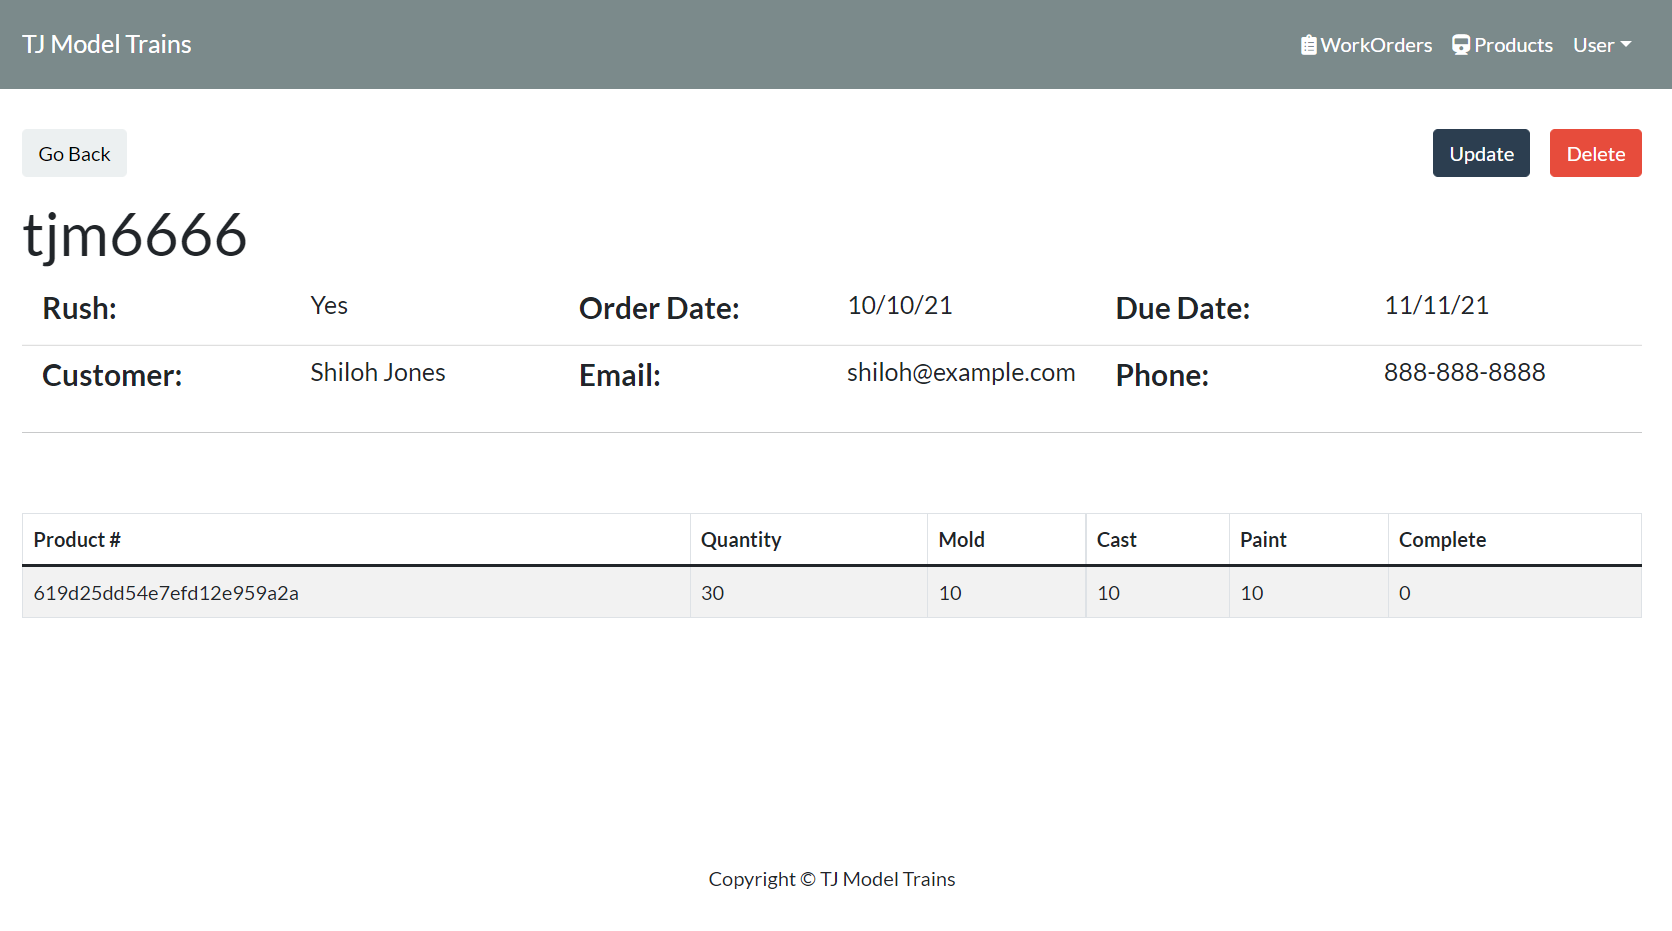 TJ Model Trains WorkOrders Products User
Go Back Update Delete
tjm6666
Rush: Yes Order Date: 10/10/21 Due Date: 11/11/21
Customer: Shiloh Jones Email: shiloh@example.com Phone: 888-888-8888
Product # Quantity Mold Cast Paint Complete
619d25dd54e7efd12e959a2a 30 10 10 10 0
Copyright © TJ Model Trains